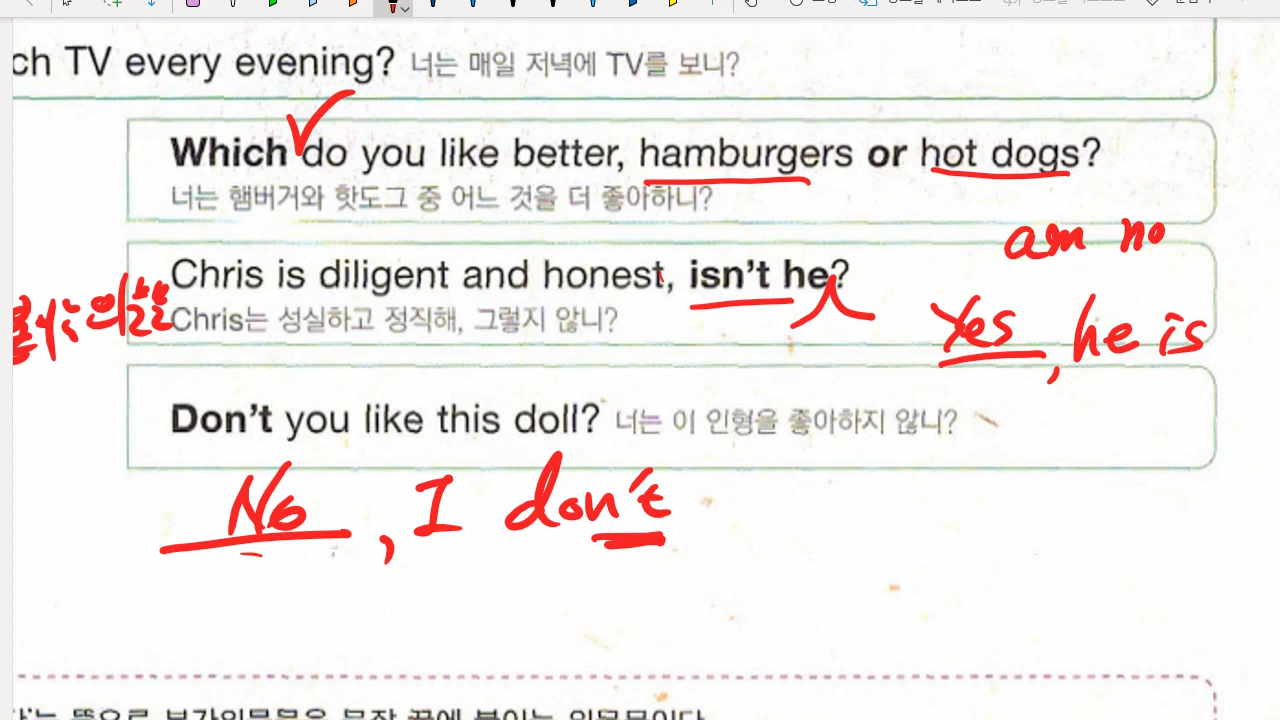 ch TV every evening? 너는 매일 저녁에 TV를 보니?
Which do you like better, hamburgers or hot dogs?
너는 햄버거와 핫도그 중 어느 것을 더 좋아하니?
am no
Chris is diligent and honest, isn't he?
Chris는 성실하고 정직해, 그렇지 않니?
Yes, he is
Don't you like this doll? 너는 이 인형을 좋아하지 않니?
No, I don't